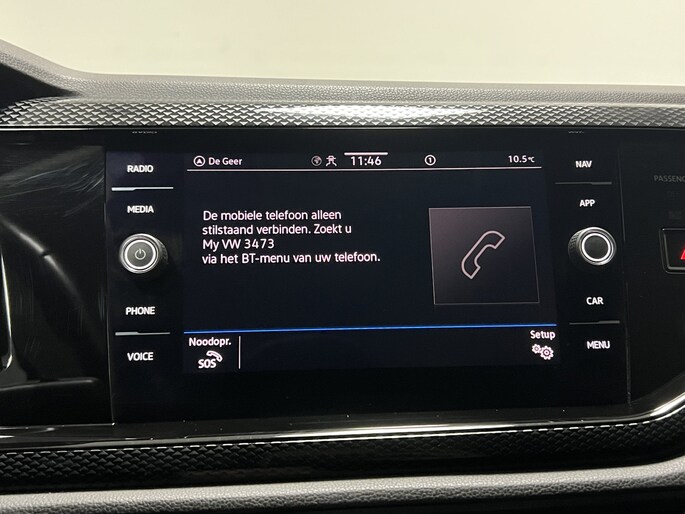 RADIO
MEDIA
PHONE
VOICE
De Geer
11:46
1
10.5°C
De mobiele telefoon alleen
stilstaand verbinden. Zoekt u
My VW 3473
via het BT-menu van uw telefoon.
Noodopr.
SOS
Setup
NAV
APP
CAR
MENU